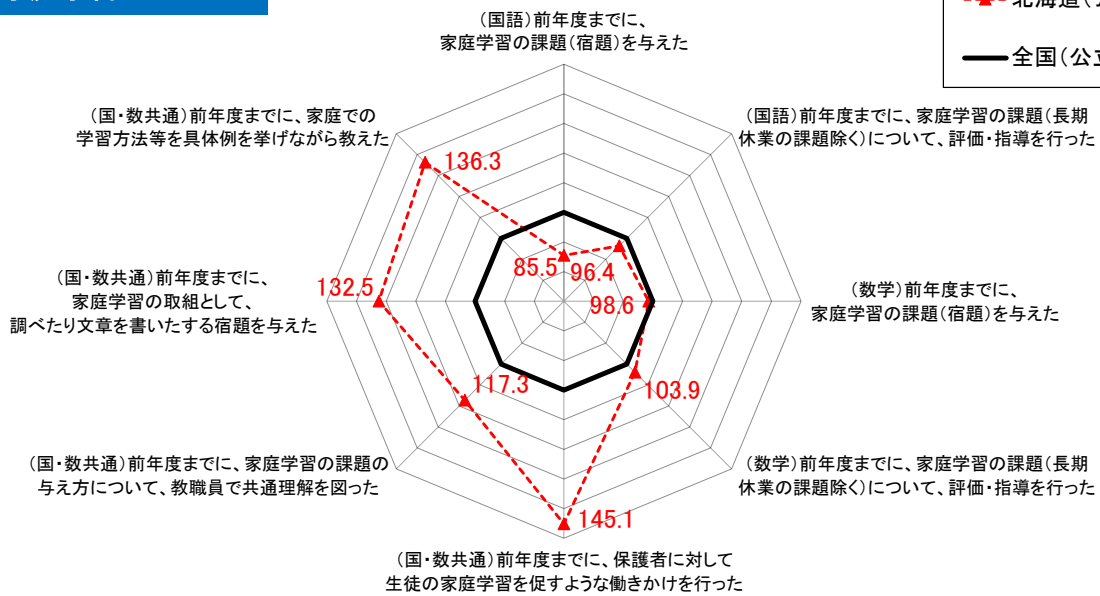 (国語)前年度までに、
家庭学習の課題(宿題)を与えた
北海道(
全国(公立
(国・数共通)前年度までに、家庭での
学習方法等を具体例を挙げながら教えた
(国語)前年度までに、家庭学習の課題(長期
休業の課題除く)について、評価・指導を行った
136.3
85.5
96.4
(国・数共通)前年度までに、
家庭学習の取組として、
調べたり文章を書いたする宿題を与えた
132.5
98.6
(数学)前年度までに、
家庭学習の課題(宿題)を与えた
117.3
103.9
(国・数共通)前年度までに、家庭学習の課題の
与え方について、教職員で共通理解を図った
(数学)前年度までに、家庭学習の課題(長期
休業の課題除く)について、評価・指導を行った
145.1
(国・数共通)前年度までに、保護者に対して
生徒の家庭学習を促すような働きかけを行った